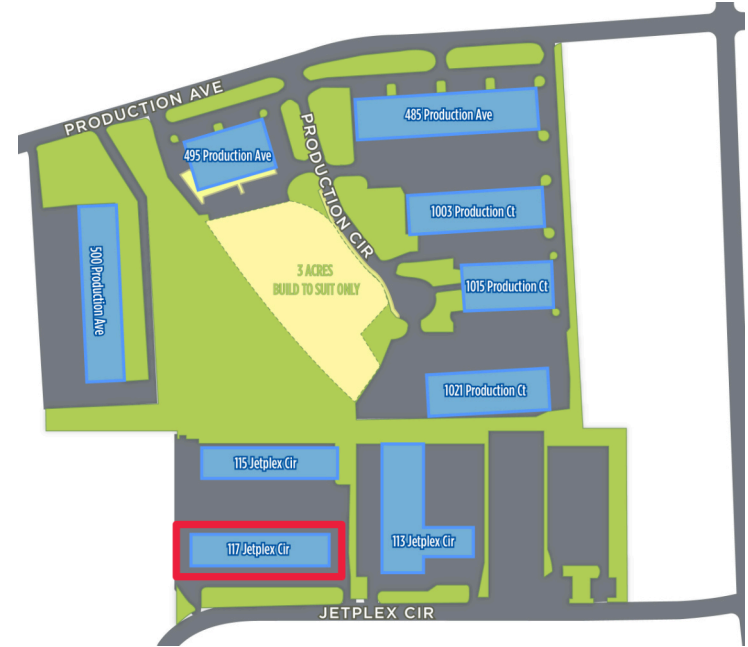 PRODUCTION AVE
485 Production Ave
495 Production Ave
PRODUCTION CIR
1003 Production Ct
500 Production Ave
3 ACRES
BUILD TO SUIT ONLY
1015 Production Ct
1021 Production Ct
115 Jetplex Cir
117 Jetplex Cir
113 Jetplex Cir
JETPLEX CIR